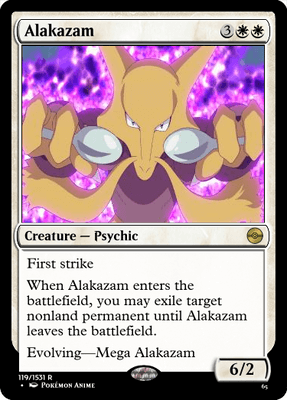 Alakazam 3
Creature — Psychic
First strike
When Alakazam enters the
battlefield, you may exile target
nonland permanent until Alakazam
leaves the battlefield.
Evolving—Mega Alakazam
6/2
119/1531 R
• Pokémon Anime